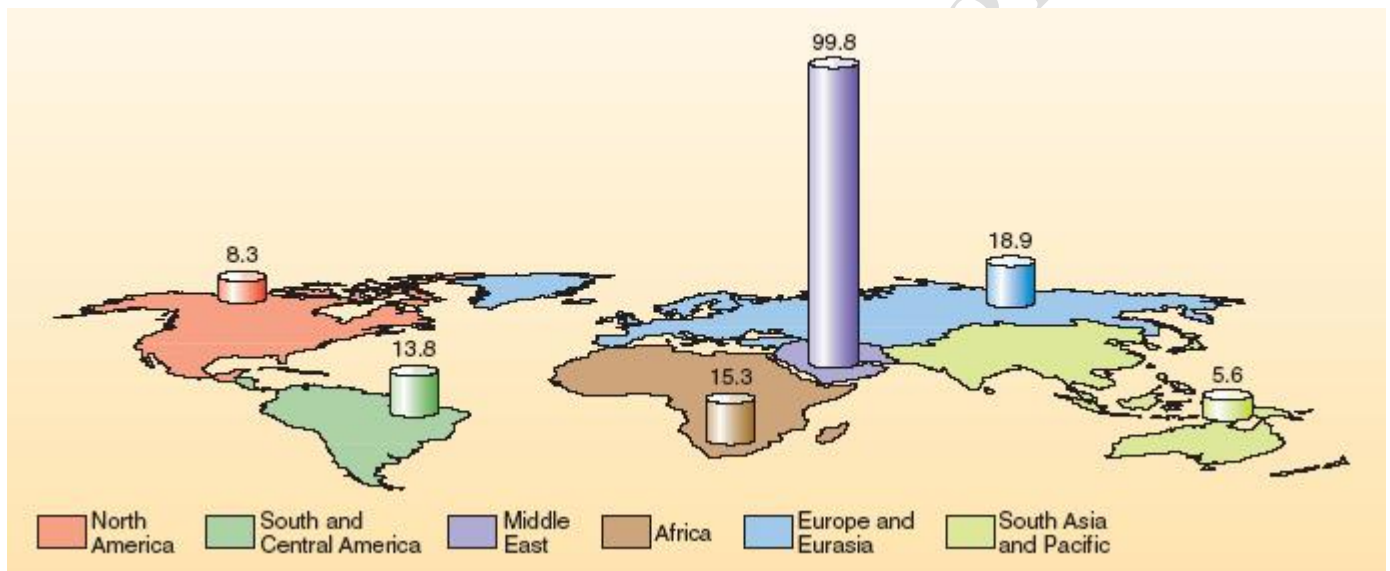 99.8
18.9
8.3
13.8
15.3
5.6
North
America
South and
Central America
Middle
East
Africa
Europe and
Eurasia
South Asia
and Pacific